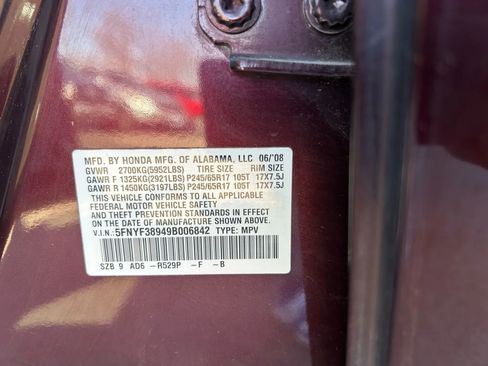 MFD. BY HONDA MFG. OF ALABAMA, LLC 06/'08
GVWR 2700KG(5952LBS) TIRE SIZE RIM SIZE
GAWR F 1325KG(2921LBS) P245/65R17 105T 17X7.5J
GAWR R 1450KG(3197LBS) P245/65R17 105T 17X7.5J
THIS VEHICLE CONFORMS TO ALL APPLICABLE
FEDERAL MOTOR VEHICLE SAFETY
AND THEFT PREVENTION STANDARDS IN EFFECT
ON THE DATE OF MANUFACTURE SHOWN ABOVE.
V.I.N.:5FNYF38949B006842 TYPE: MPV
SZB 9 AD6 -R529P -F -B